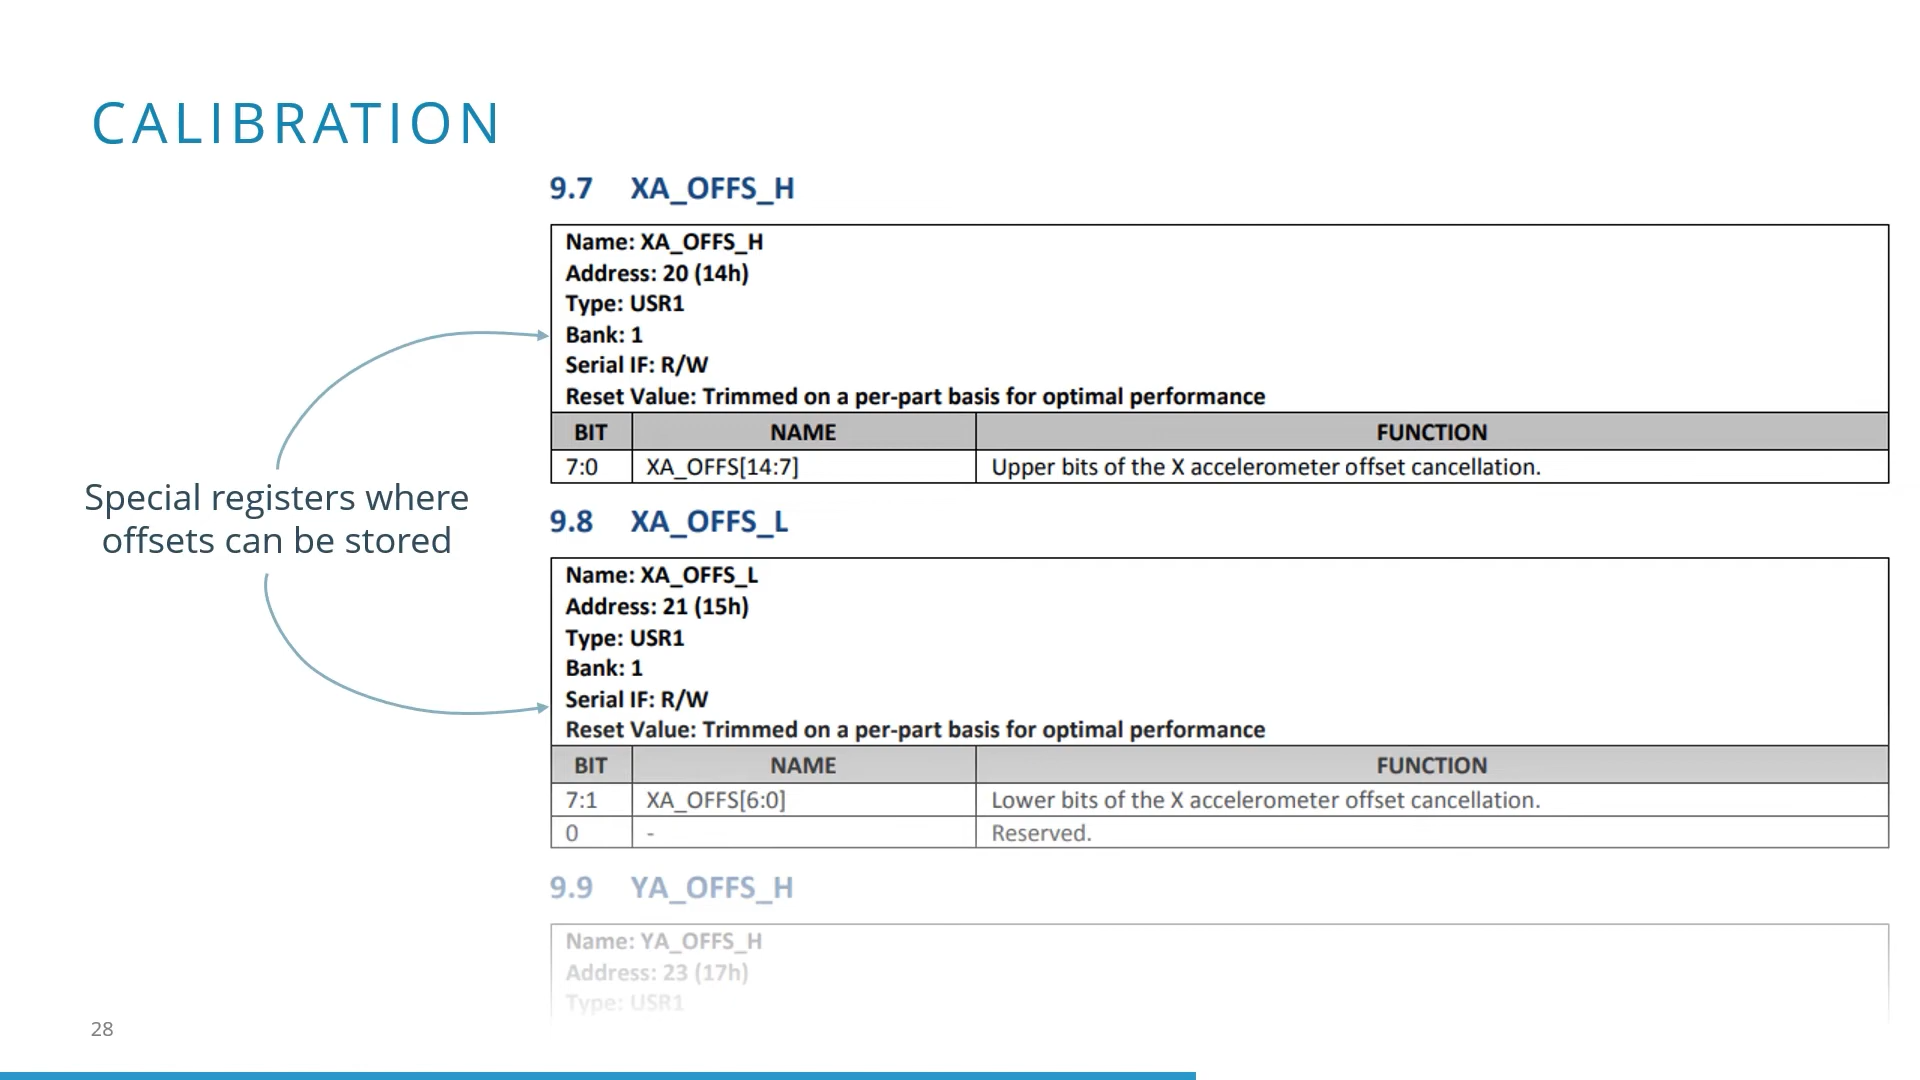 CALIBRATION
9.7 XA_OFFS_H
Name: XA_OFFS_H
Address: 20 (14h)
Type: USR1
Bank: 1
Serial IF: R/W
Reset Value: Trimmed on a per-part basis for optimal performance
BIT NAME FUNCTION
7:0 XA_OFFS[14:7] Upper bits of the X accelerometer offset cancellation.
Special registers where
offsets can be stored
9.8 XA_OFFS_L
Name: XA_OFFS_L
Address: 21 (15h)
Type: USR1
Bank: 1
Serial IF: R/W
Reset Value: Trimmed on a per-part basis for optimal performance
BIT NAME FUNCTION
7:1 XA_OFFS[6:0] Lower bits of the X accelerometer offset cancellation.
0 - Reserved.
9.9 YA_OFFS_H
Name: YA_OFFS_H
Address: 23 (17h)
Type: USR1
28